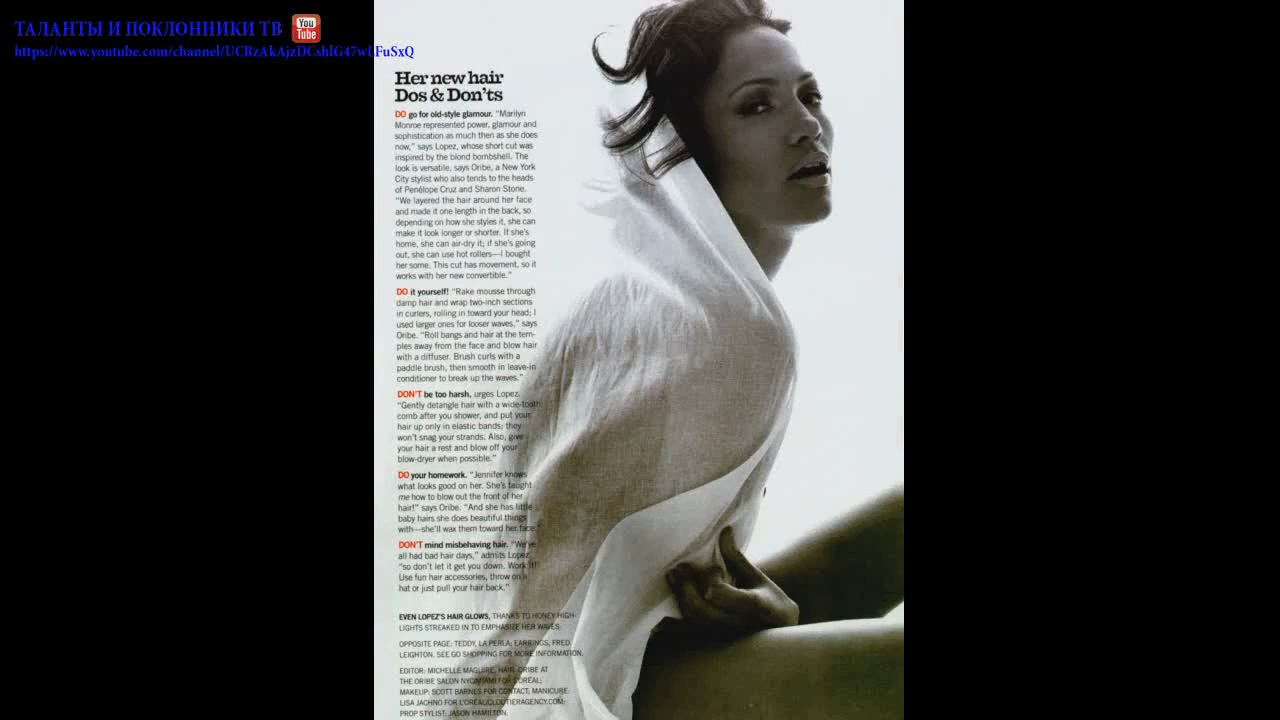 ТАЛАНТЫ И ПОКЛОННИКИ ТВ
You
Tube
Her new hair
Dos & Don'ts
DO go for old-style glamour. “Marilyn
Monroe represented power, glamour and
sophistication as much then as she does
now,” says Lopez, whose short cut was
inspired by the blond bombshell. The
look is versatile, says Oribe, a New York
City stylist who also tends to the heads
of Penélope Cruz and Sharon Stone.
“We layered the hair around her face
and made it one length in the back, so
depending on how she styles it, she can
make it look longer or shorter. If she’s
home, she can air-dry it; if she’s going
out, she can use hot rollers—I bought
her some. This cut has movement, so it
works with her new convertible.”
DO it yourself! “Rake mousse through
damp hair and wrap two-inch sections
in curlers, rolling in toward your head; I
used larger ones for looser waves,” says
Oribe. “Roll bangs and hair at the tem-
ples away from the face and blow hair
with a diffuser. Brush curls with a
paddle brush, then smooth in leave-in
conditioner to break up the waves.”
DON’T be too harsh, urges Lopez.
“Gently detangle hair with a wide-tooth
comb after you shower, and put your
hair up only in elastic bands; they
won’t snag your strands. Also, give
your hair a rest and blow off your
blow-dryer when possible.”
DO your homework. “Jennifer knows
what looks good on her. She’s taught
me how to blow out the front of her
hair!” says Oribe. “And she has little
baby hairs she does beautiful things
with—she’ll wax them toward her face.”
DON’T mind misbehaving hair. “We’ve
all had bad hair days,” admits Lopez,
“so don’t let it get you down. Work it!
Use fun hair accessories, throw on a
hat or just pull your hair back.”
EVEN LOPEZ’S HAIR GLOWS, THANKS TO HONEY HIGH-
LIGHTS STREAKED IN TO EMPHASIZE HER WAVES.
OPPOSITE PAGE: TEDDY, LA PERLA; EARRINGS, FRED
LEIGHTON. SEE GO SHOPPING FOR MORE INFORMATION.
EDITOR: MICHELLE MAGUIRE; HAIR: ORIBE AT
THE ORIBE SALON NYC/MIAMI FOR L’ORÉAL;
MAKEUP: SCOTT BARNES FOR CONTACT; MANICURE:
LISA JACHNO FOR L’ORÉAL/CLOUTIERAGENCY.COM;
PROP STYLIST: JASON HAMILTON.